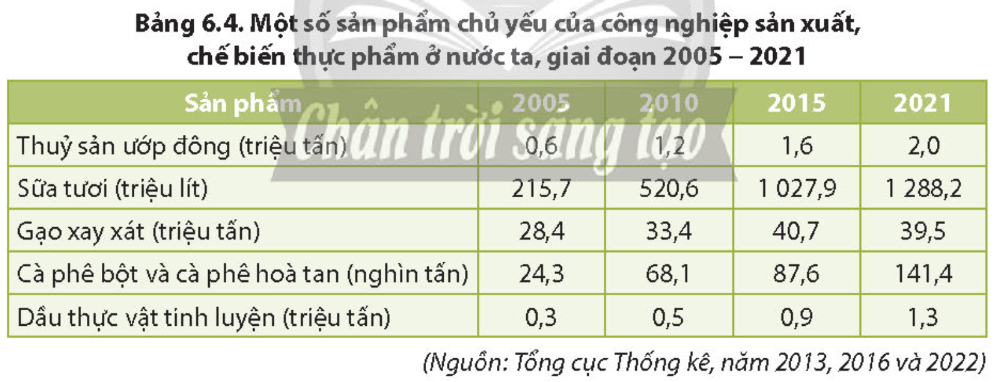 Bảng 6.4. Một số sản phẩm chủ yếu của công nghiệp sản xuất,
chế biến thực phẩm ở nước ta, giai đoạn 2005 – 2021
Sản phẩm 2005 2010 2015 2021
Chân trời sáng tạo
Thuỷ sản ướp đông (triệu tấn) 0,6 1,2 1,6 2,0
Sữa tươi (triệu lít) 215,7 520,6 1 027,9 1 288,2
Gạo xay xát (triệu tấn) 28,4 33,4 40,7 39,5
Cà phê bột và cà phê hoà tan (nghìn tấn) 24,3 68,1 87,6 141,4
Dầu thực vật tinh luyện (triệu tấn) 0,3 0,5 0,9 1,3
(Nguồn: Tổng cục Thống kê, năm 2013, 2016 và 2022)